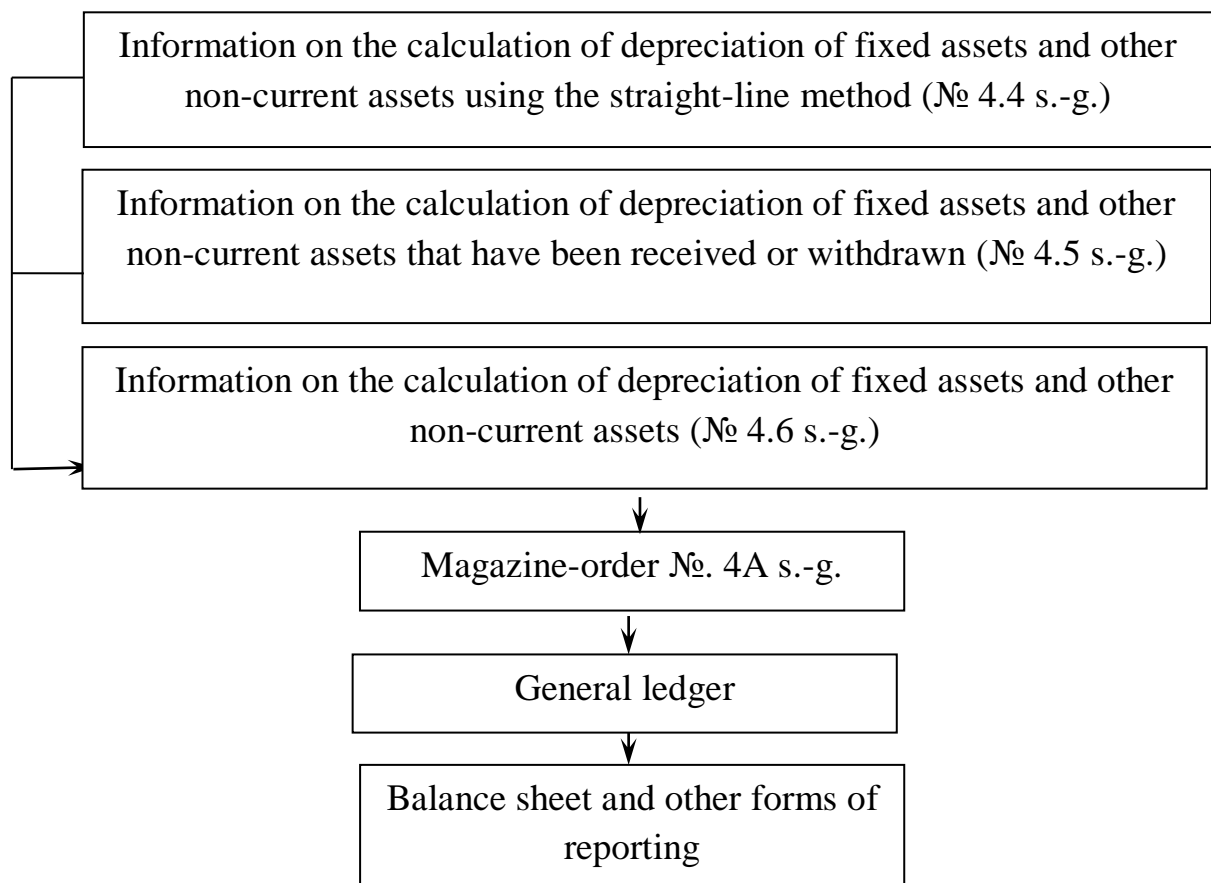 Information on the calculation of depreciation of fixed assets and other
non-current assets using the straight-line method (№ 4.4 s.-g.)
Information on the calculation of depreciation of fixed assets and other
non-current assets that have been received or withdrawn (№ 4.5 s.-g.)
Information on the calculation of depreciation of fixed assets and other
non-current assets (№ 4.6 s.-g.)
Magazine-order №. 4A s.-g.
General ledger
Balance sheet and other forms of
reporting